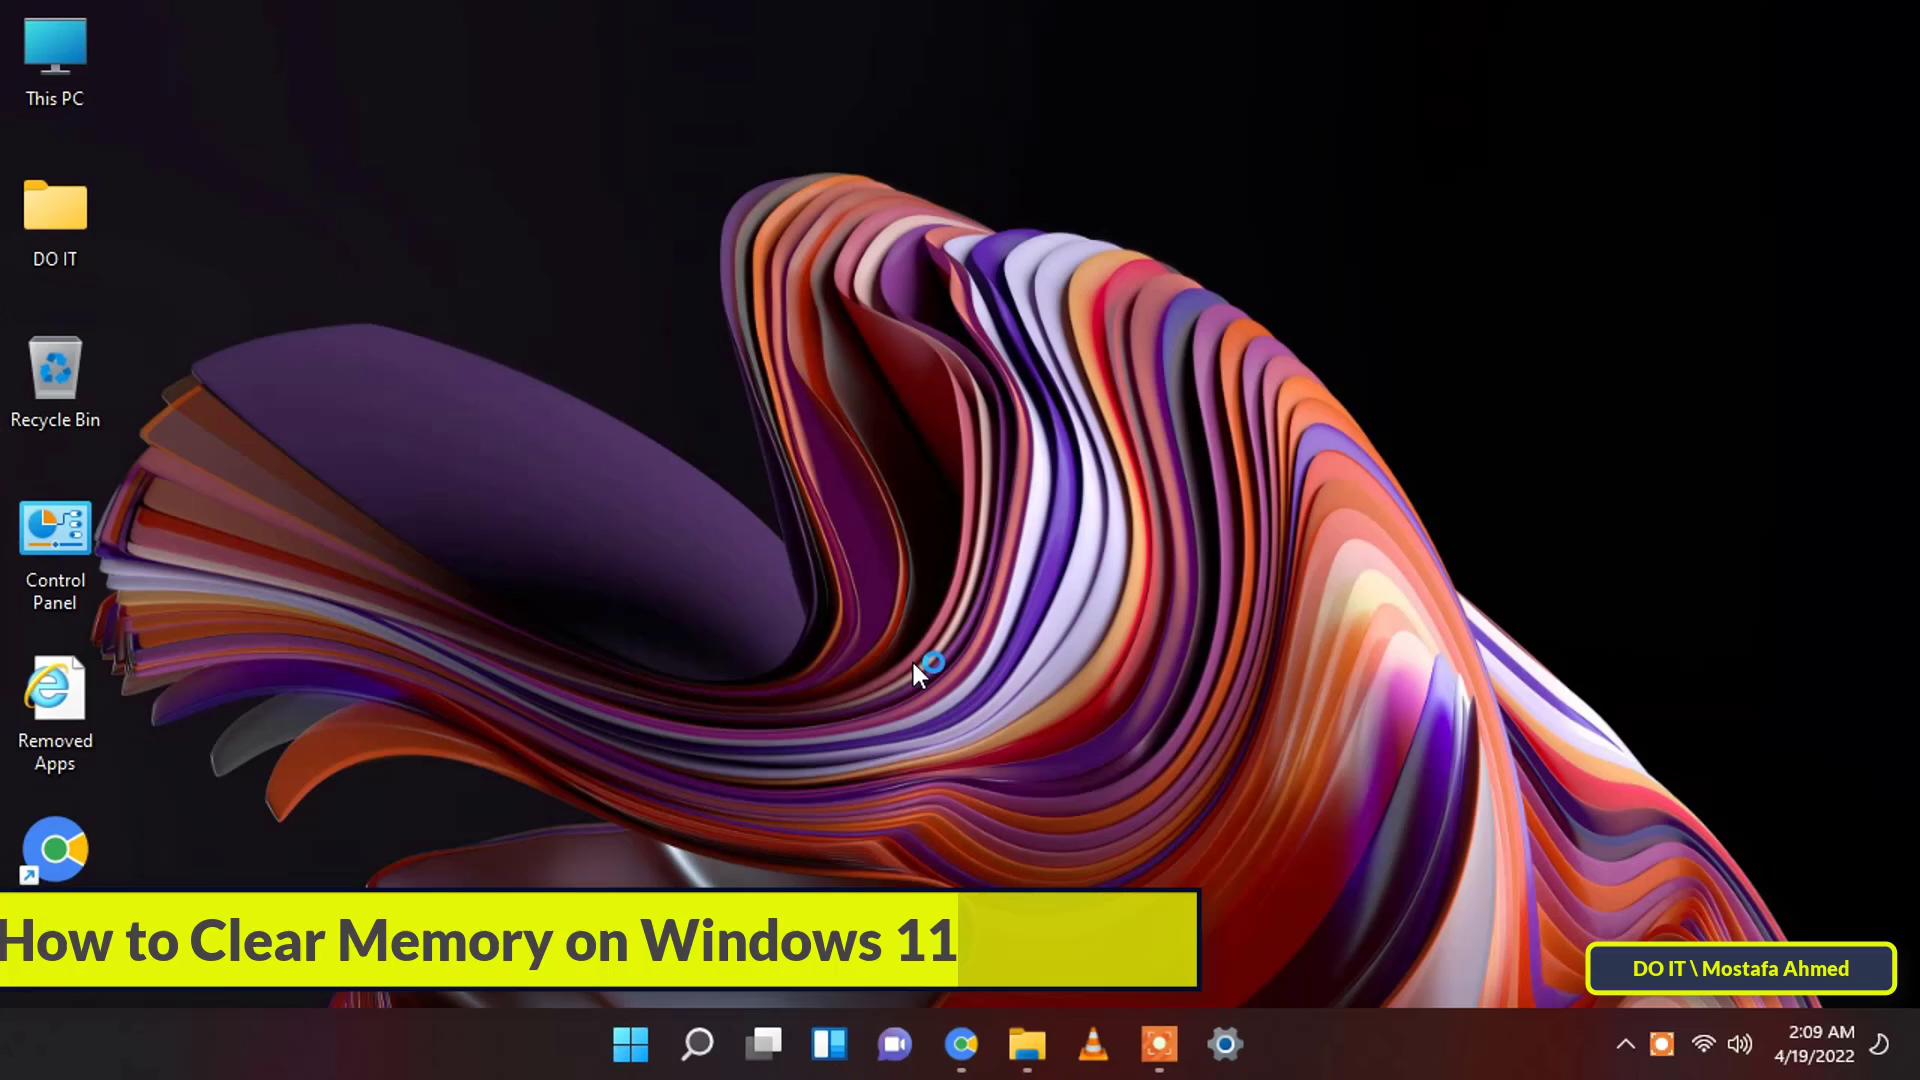 This PC
DO IT
Recycle Bin
Control
Panel
Removed
Apps
How to Clear Memory on Windows 11
DO IT \ Mostafa Ahmed
2:09 AM
4/19/2022